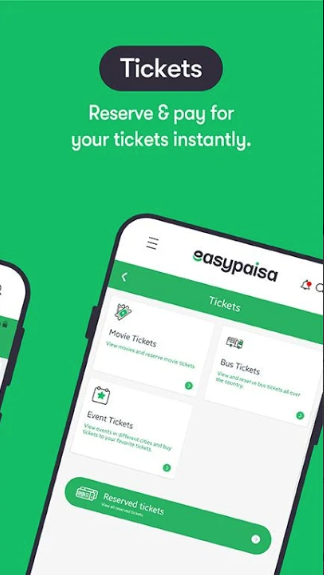 Tickets
Reserve & pay for
your tickets instantly.
easypaisa
Tickets
Movie Tickets
View movies and reserve movie tickets
Bus Tickets
View and reserve bus tickets all over
the country.
Event Tickets
View events in different cities and buy
tickets to your favorite tickets.
Reserved tickets
View all reserved tickets